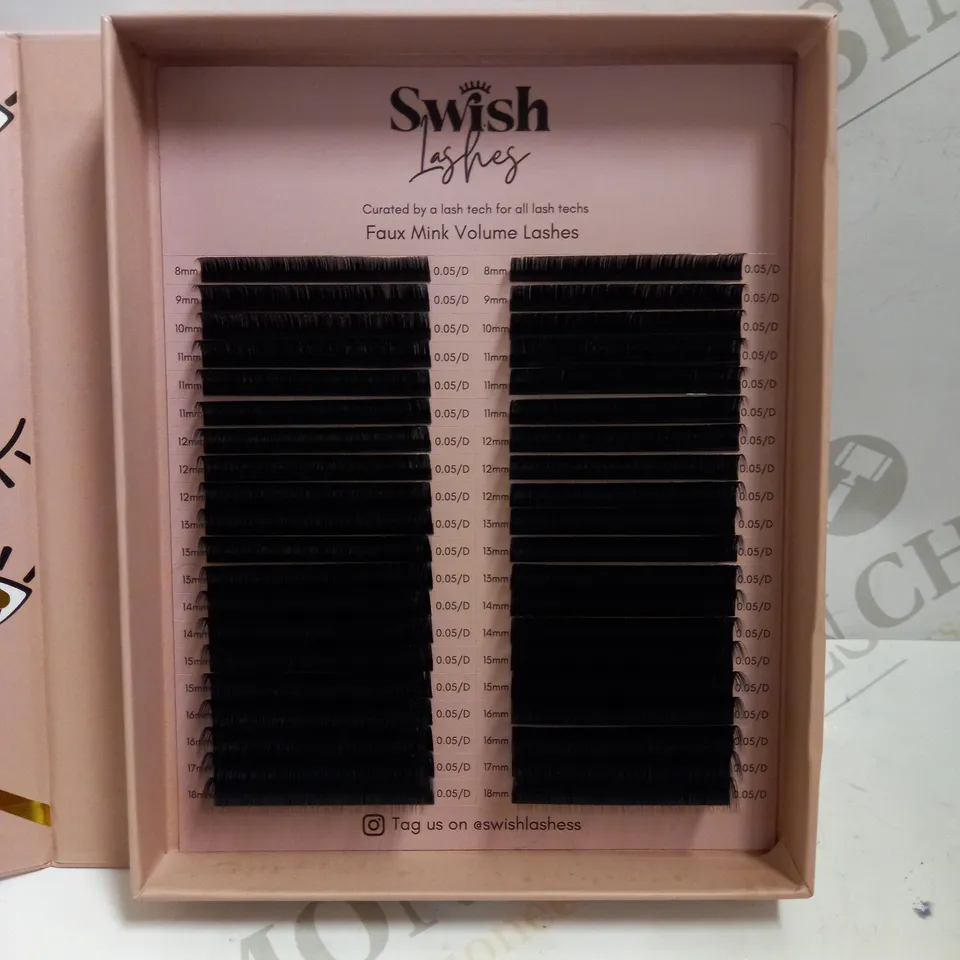 Swish
Lashes
Curated by a lash tech for all lash techs
Faux Mink Volume Lashes
8mm 0.05/D 8mm 0.05/D
9mm 0.05/D 9mm 0.05/D
10mm 0.05/D 10mm 0.05/D
11mm 0.05/D 11mm 0.05/D
11mm 0.05/D 11mm 0.05/D
11mm 0.05/D 11mm 0.05/D
12mm 0.05/D 12mm 0.05/D
12mm 0.05/D 12mm 0.05/D
12mm 0.05/D 12mm 0.05/D
13mm 0.05/D 13mm 0.05/D
13mm 0.05/D 13mm 0.05/D
13mm 0.05/D 13mm 0.05/D
14mm 0.05/D 14mm 0.05/D
14mm 0.05/D 14mm 0.05/D
15mm 0.05/D 15mm 0.05/D
15mm 0.05/D 15mm 0.05/D
16mm 0.05/D 16mm 0.05/D
16mm 0.05/D 16mm 0.05/D
17mm 0.05/D 17mm 0.05/D
18mm 0.05/D 18mm 0.05/D
Tag us on @swishlashess